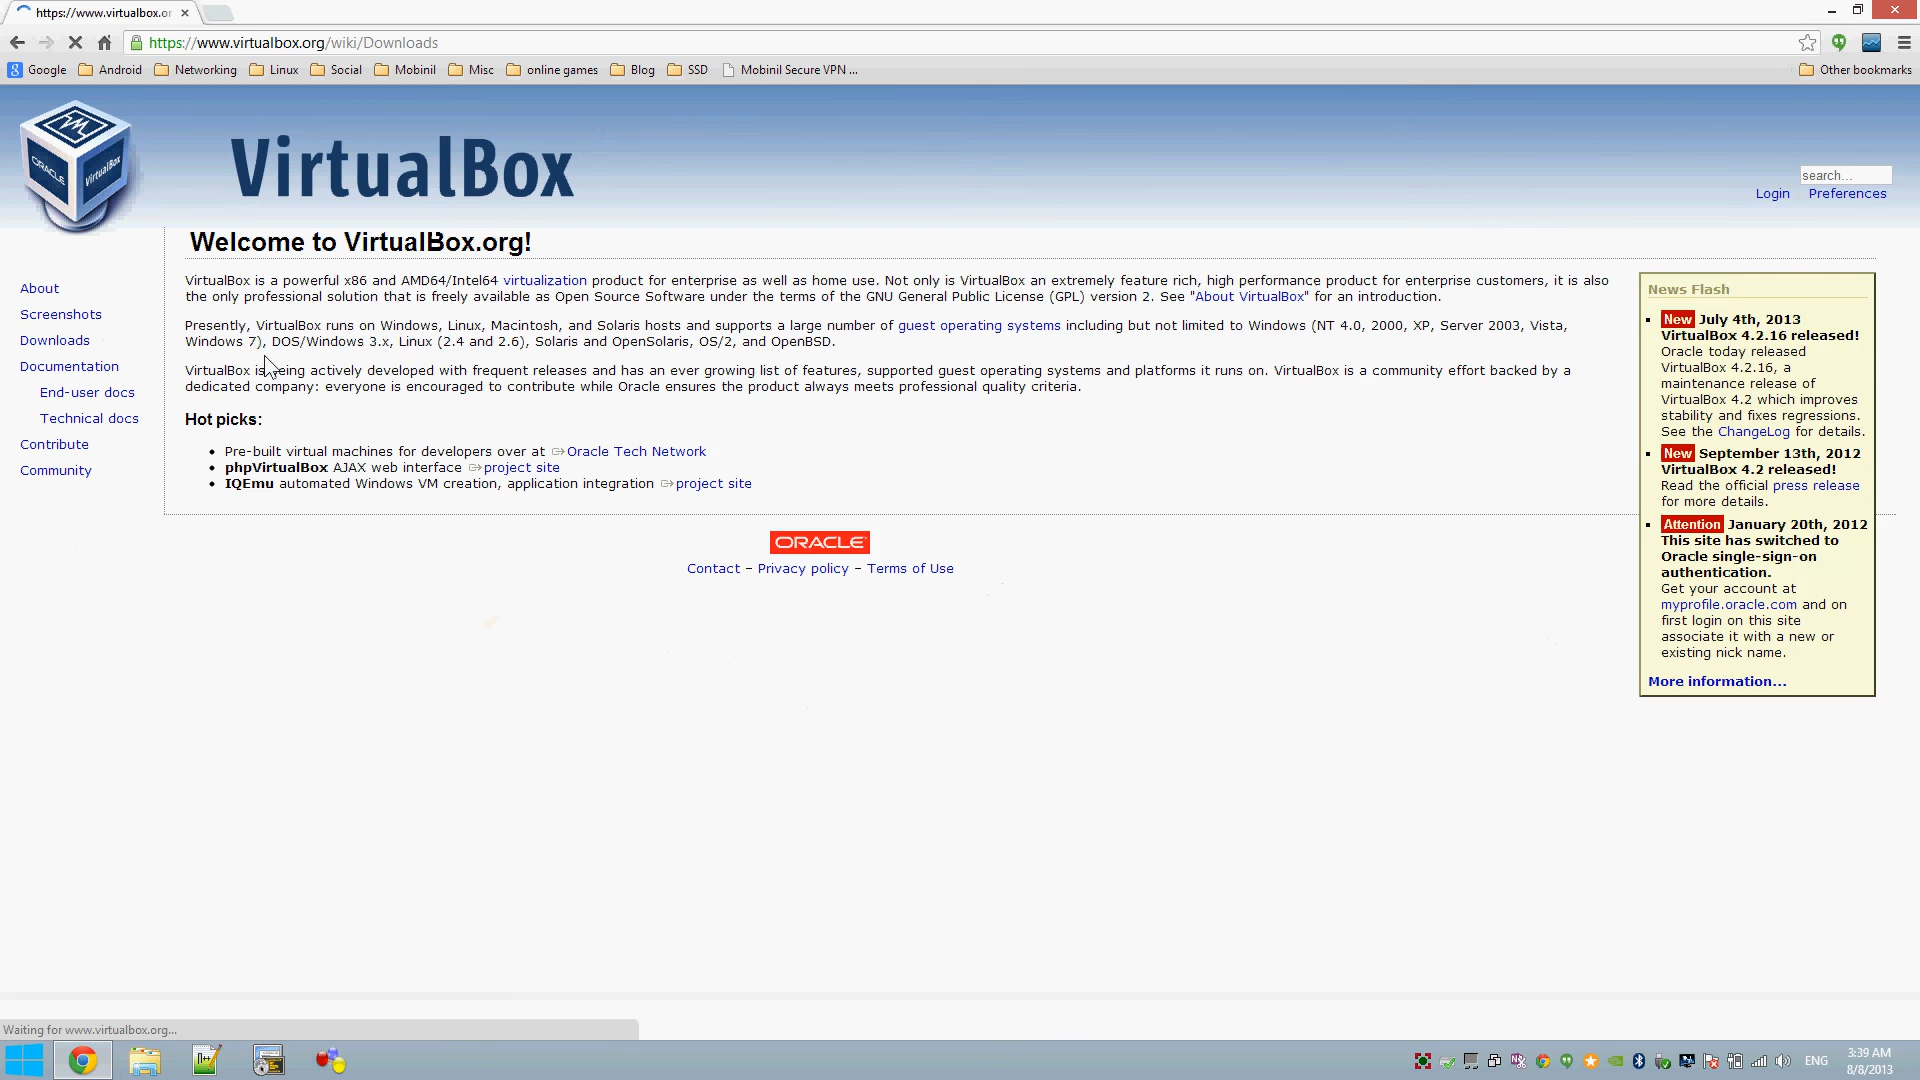 https://www.virtualbox.or
https://www.virtualbox.org/wiki/Downloads
Google Android Networking Linux Social Mobinil Misc online games Blog SSD Mobinil Secure VPN ... Other bookmarks
ORACLE VirtualBox
VirtualBox
search...
Login Preferences
About
Screenshots
Downloads
Documentation
End-user docs
Technical docs
Contribute
Community
Welcome to VirtualBox.org!
VirtualBox is a powerful x86 and AMD64/Intel64 virtualization product for enterprise as well as home use. Not only is VirtualBox an extremely feature rich, high performance product for enterprise customers, it is also
the only professional solution that is freely available as Open Source Software under the terms of the GNU General Public License (GPL) version 2. See "About VirtualBox" for an introduction.
Presently, VirtualBox runs on Windows, Linux, Macintosh, and Solaris hosts and supports a large number of guest operating systems including but not limited to Windows (NT 4.0, 2000, XP, Server 2003, Vista,
Windows 7), DOS/Windows 3.x, Linux (2.4 and 2.6), Solaris and OpenSolaris, OS/2, and OpenBSD.
VirtualBox is being actively developed with frequent releases and has an ever growing list of features, supported guest operating systems and platforms it runs on. VirtualBox is a community effort backed by a
dedicated company: everyone is encouraged to contribute while Oracle ensures the product always meets professional quality criteria.
Hot picks:
• Pre-built virtual machines for developers over at Oracle Tech Network
• phpVirtualBox AJAX web interface project site
• IQEmu automated Windows VM creation, application integration project site
News Flash
New July 4th, 2013
VirtualBox 4.2.16 released!
Oracle today released
VirtualBox 4.2.16, a
maintenance release of
VirtualBox 4.2 which improves
stability and fixes regressions.
See the ChangeLog for details.
New September 13th, 2012
VirtualBox 4.2 released!
Read the official press release
for more details.
Attention January 20th, 2012
This site has switched to
Oracle single-sign-on
authentication.
Get your account at
myprofile.oracle.com and on
first login on this site
associate it with a new or
existing nick name.
More information...
ORACLE
Contact – Privacy policy – Terms of Use
Waiting for www.virtualbox.org...
ENG
3:39 AM
8/8/2013